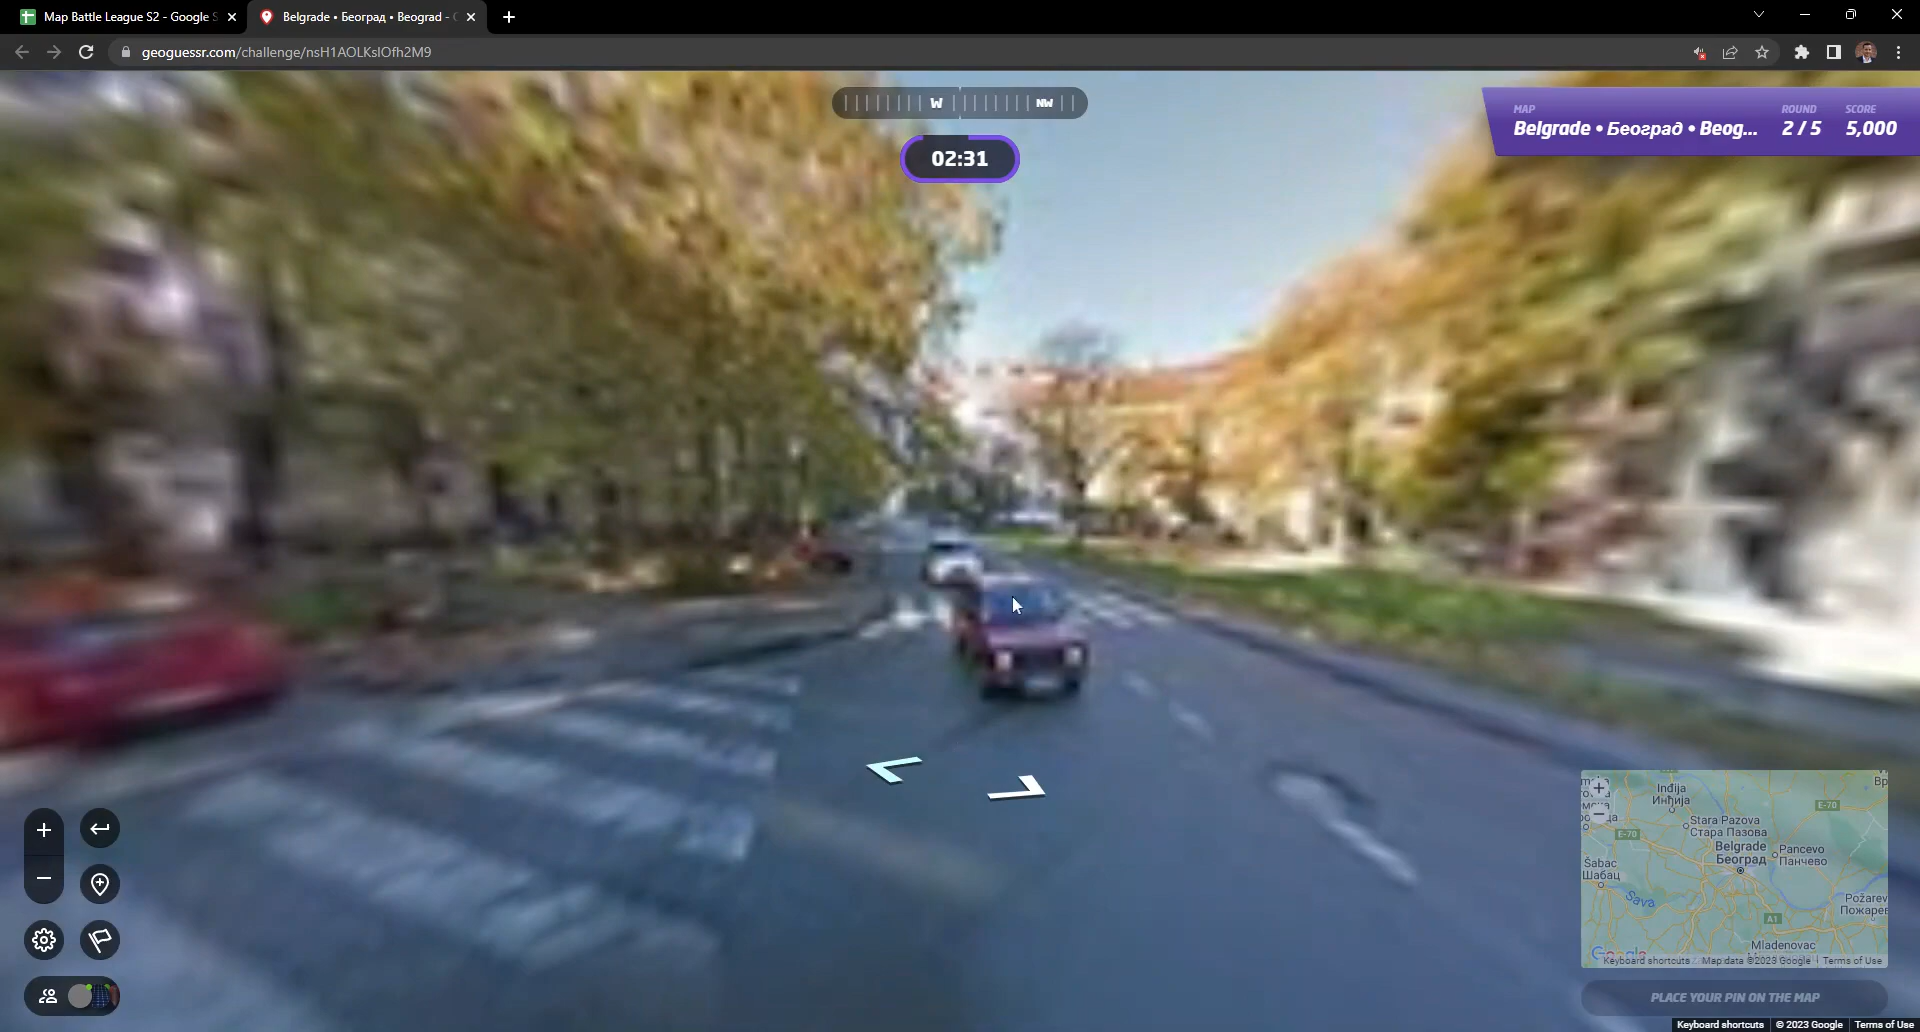 Map Battle League S2 - Google S
Belgrade • Београд • Beograd - G
geoguessr.com/challenge/nsH1AOLKsIOfh2M9
W
NW
02:31
MAP
ROUND
SCORE
Belgrade • Београд • Beog...
2 / 5
5,000
Inđija
Инђија
Stara Pazova
Стара Пазова
E-70
E-70
Belgrade
Београд
Pancevo
Панчево
Šabac
Шабац
Sava
Požarev
Пожарев
A1
Mladenovac
Google
Keyboard shortcuts
Map data ©2023 Google
Terms of Use
PLACE YOUR PIN ON THE MAP
Keyboard shortcuts
© 2023 Google
Terms of Use